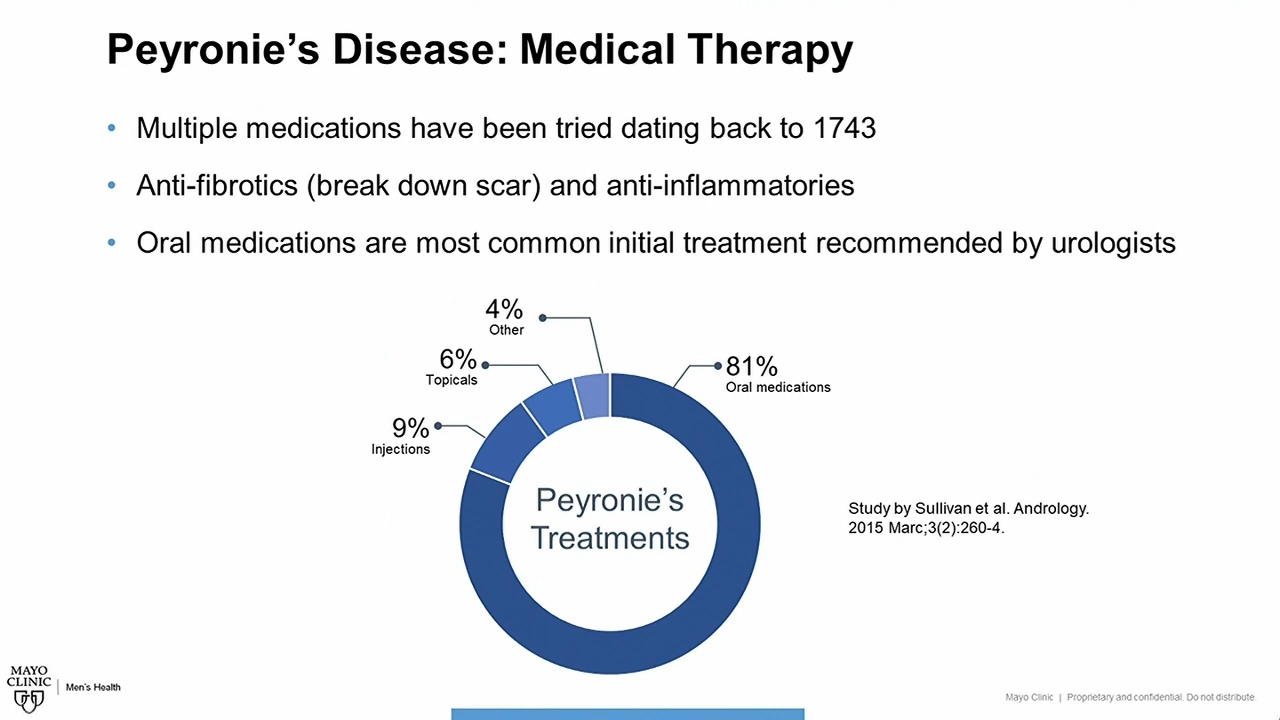 Peyronie’s Disease: Medical Therapy
• Multiple medications have been tried dating back to 1743
• Anti-fibrotics (break down scar) and anti-inflammatories
• Oral medications are most common initial treatment recommended by urologists
4%
Other
6%
Topicals
81%
Oral medications
9%
Injections
Peyronie’s
Treatments
Study by Sullivan et al. Andrology.
2015 Marc;3(2):260-4.
MAYO
CLINIC
Men’s Health
Mayo Clinic | Proprietary and confidential. Do not distribute